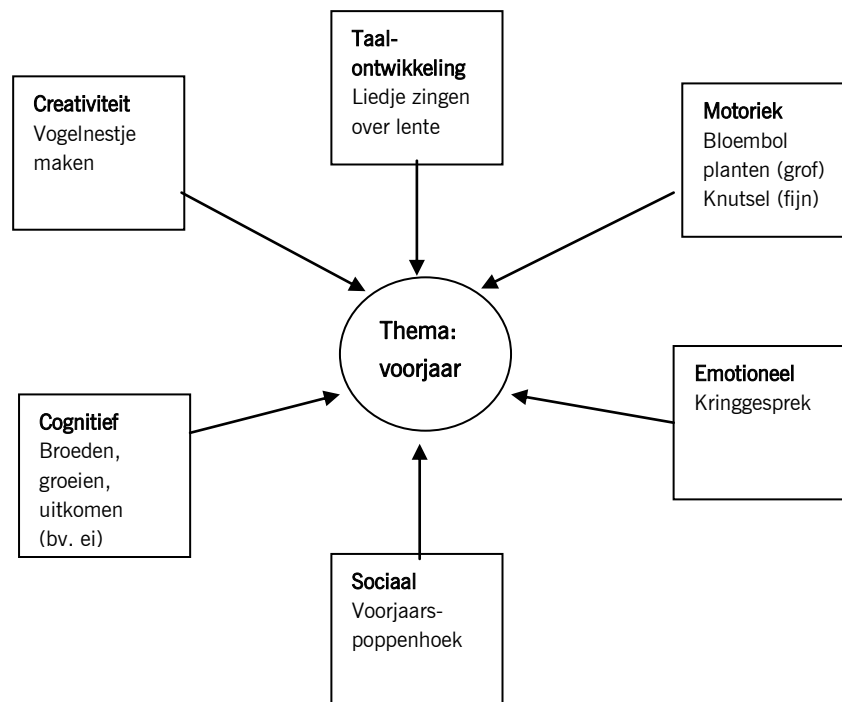 Taal-
ontwikkeling
Liedje zingen
over lente
Creativiteit
Vogelnestje
maken
Motoriek
Bloembol
planten (grof)
Knutsel (fijn)
Thema:
voorjaar
Emotioneel
Kringgesprek
Cognitief
Broeden,
groeien,
uitkomen
(bv. ei)
Sociaal
Voorjaars-
poppenhoek